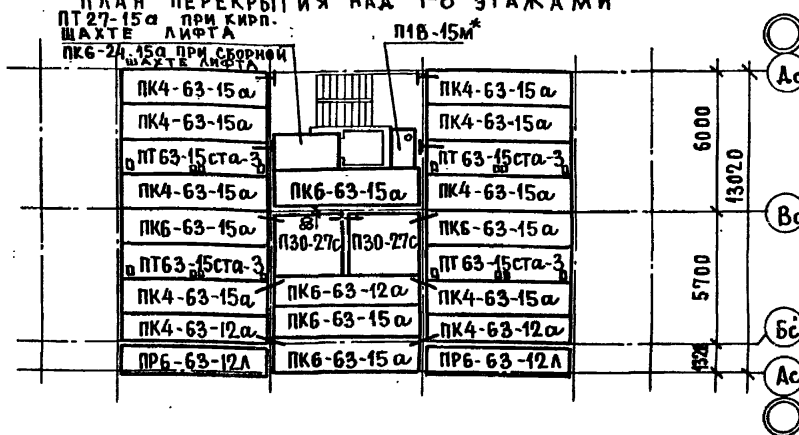 ПЛАН ПЕРЕКРЫТИЯ НАД 1-8 ЭТАЖАМИ
ПТ27-15а ПРИ КИРП.
ШАХТЕ ЛИФТА
ПК6-24.15а ПРИ СБОРНОЙ
ШАХТЕ ЛИФТА
П18-15м*
ПК4-63-15а
ПК4-63-15а
ПТ63-15ста-3
ПК4-63-15а
ПК6-63-15а
ПТ63-15ста-3
ПК4-63-15а
ПК4-63-12а
ПР6-63-12л
ПК6-63-15а
П30-27с
П30-27с
ПК6-63-12а
ПК6-63-15а
ПК6-63-15а
ПК4-63-15а
ПК4-63-15а
ПТ63-15ста-3
ПК4-63-15а
ПК6-63-15а
ПТ63-15ста-3
ПК4-63-15а
ПК4-63-12а
ПР6-63-12л
6000
5700
13020
Вс
Бс
Ас